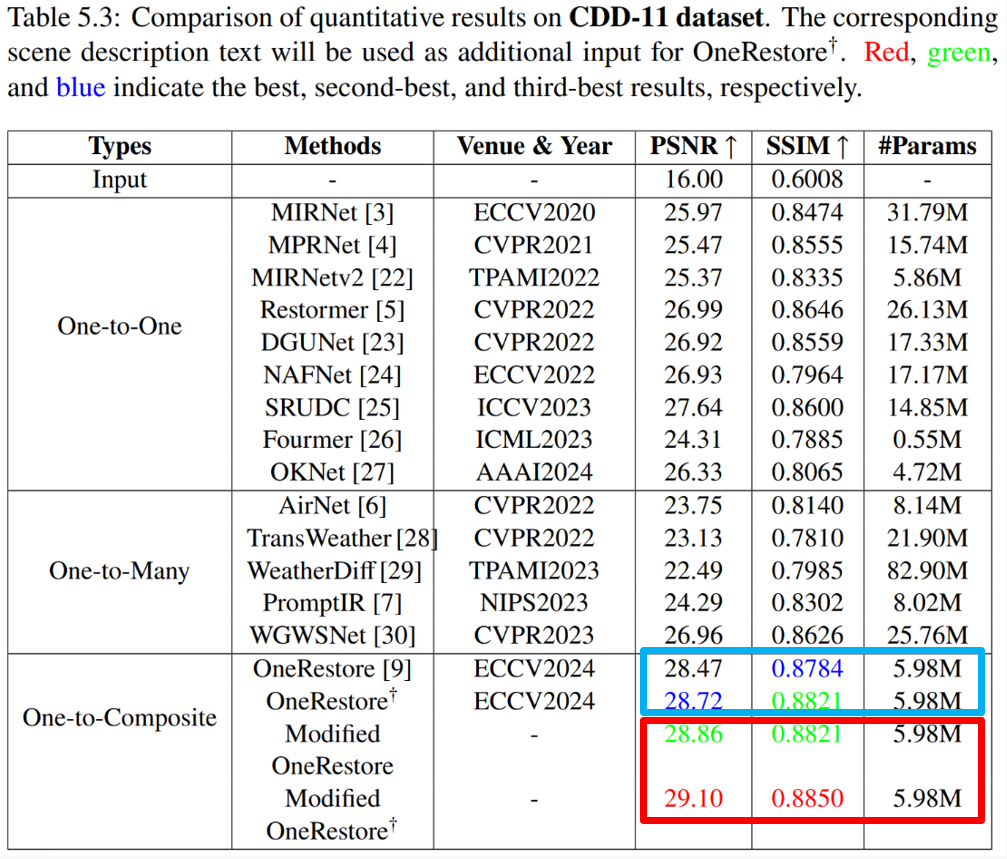 Table 5.3: Comparison of quantitative results on CDD-11 dataset. The corresponding
scene description text will be used as additional input for OneRestore†. Red, green,
and blue indicate the best, second-best, and third-best results, respectively.
Types Methods Venue & Year PSNR ↑ SSIM ↑ #Params
Input - - 16.00 0.6008 -
MIRNet [3] ECCV2020 25.97 0.8474 31.79M
MPRNet [4] CVPR2021 25.47 0.8555 15.74M
MIRNetv2 [22] TPAMI2022 25.37 0.8335 5.86M
Restormer [5] CVPR2022 26.99 0.8646 26.13M
One-to-One
DGUNet [23] CVPR2022 26.92 0.8559 17.33M
NAFNet [24] ECCV2022 26.93 0.7964 17.17M
SRUDC [25] ICCV2023 27.64 0.8600 14.85M
Fourmer [26] ICML2023 24.31 0.7885 0.55M
OKNet [27] AAAI2024 26.33 0.8065 4.72M
AirNet [6] CVPR2022 23.75 0.8140 8.14M
TransWeather [28] CVPR2022 23.13 0.7810 21.90M
One-to-Many WeatherDiff [29] TPAMI2023 22.49 0.7985 82.90M
PromptIR [7] NIPS2023 24.29 0.8302 8.02M
WGWSNet [30] CVPR2023 26.96 0.8626 25.76M
OneRestore [9] ECCV2024 28.47 0.8784 5.98M
OneRestore† ECCV2024 28.72 0.8821 5.98M
One-to-Composite
Modified - 28.86 0.8821 5.98M
OneRestore
Modified - 29.10 0.8850 5.98M
OneRestore†